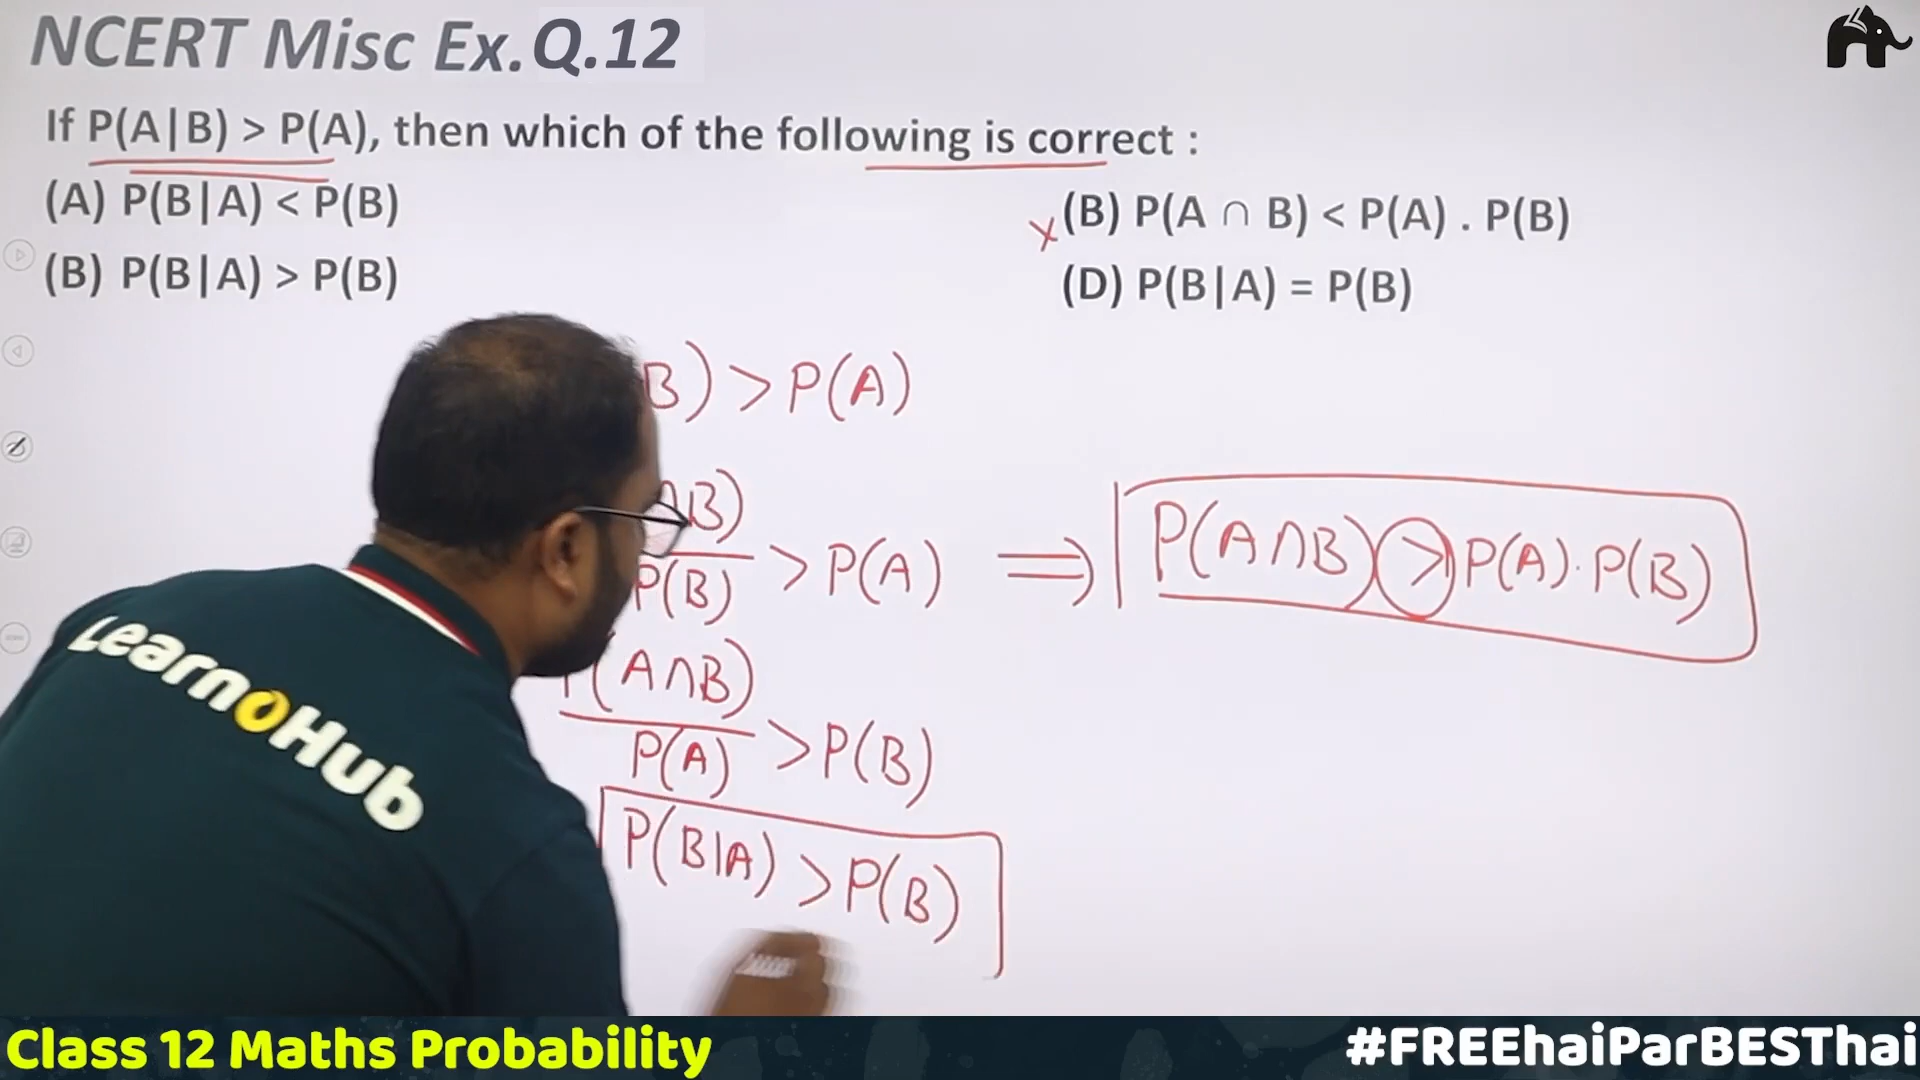 NCERT Misc Ex. Q.12
If P(A|B) > P(A), then which of the following is correct :
(A) P(B|A) < P(B)
x (B) P(A ∩ B) < P(A) . P(B)
(B) P(B|A) > P(B)
(D) P(B|A) = P(B)
B) > P(A)
∩B)
P(B) > P(A) ⟹ P(A∩B) > P(A) . P(B)
P(A∩B)
P(A) > P(B)
P(B|A) > P(B)
LearnoHub
Class 12 Maths Probability
#FREEhaiParBESThai